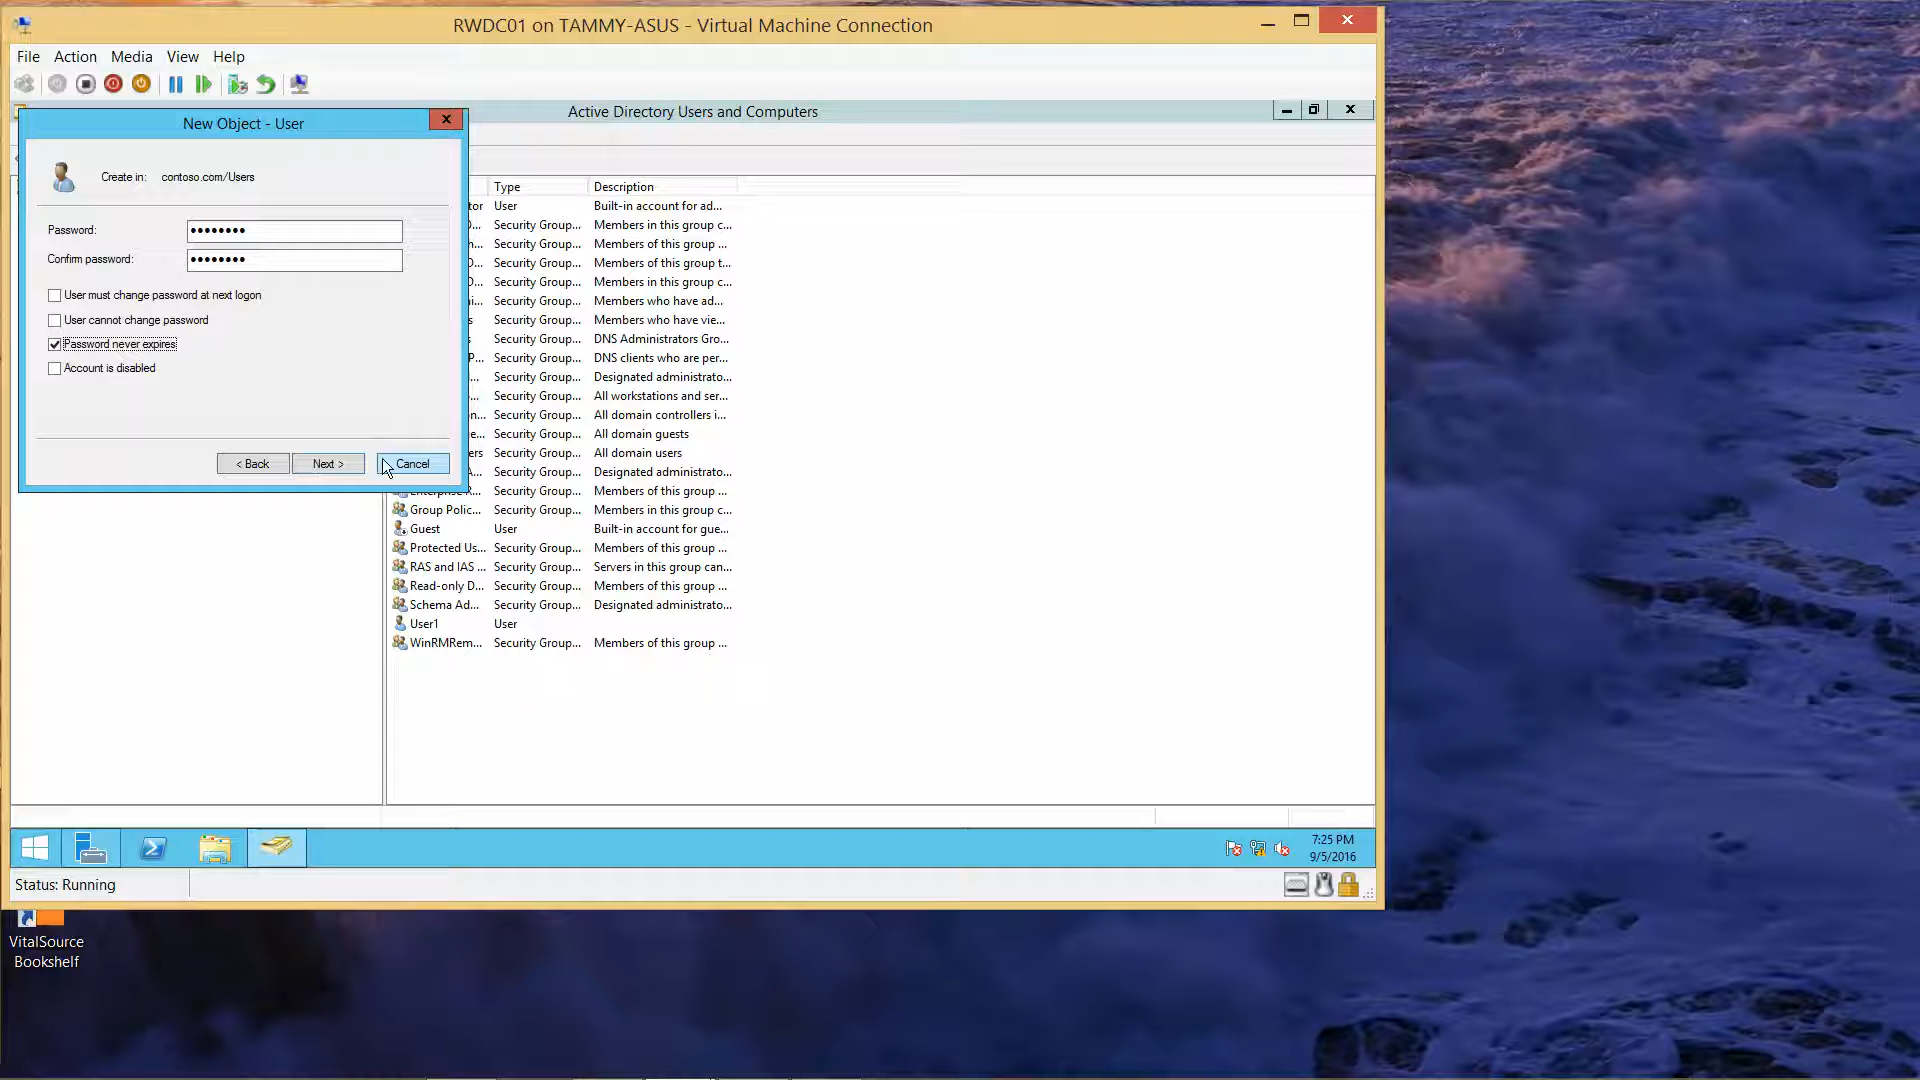 RWDC01 on TAMMY-ASUS - Virtual Machine Connection
File Action Media View Help
Active Directory Users and Computers
New Object - User
Create in: contoso.com/Users
Password: ••••••••
Confirm password: ••••••••
User must change password at next logon
User cannot change password
Password never expires
Account is disabled
< Back Next > Cancel
Type Description
tor User Built-in account for ad...
Security Group... Members in this group c...
Security Group... Members of this group ...
Security Group... Members of this group t...
Security Group... Members in this group c...
Security Group... Members who have ad...
s Security Group... Members who have vie...
s Security Group... DNS Administrators Gro...
P... Security Group... DNS clients who are per...
Security Group... Designated administrato...
Security Group... All workstations and ser...
Security Group... All domain controllers i...
Security Group... All domain guests
ers Security Group... All domain users
Security Group... Designated administrato...
Enterprise R... Security Group... Members of this group ...
Group Polic... Security Group... Members in this group c...
Guest User Built-in account for gue...
Protected Us... Security Group... Members of this group ...
RAS and IAS ... Security Group... Servers in this group can...
Read-only D... Security Group... Members of this group ...
Schema Ad... Security Group... Designated administrato...
User1 User
WinRMRem... Security Group... Members of this group ...
7:25 PM
9/5/2016
Status: Running
VitalSource
Bookshelf